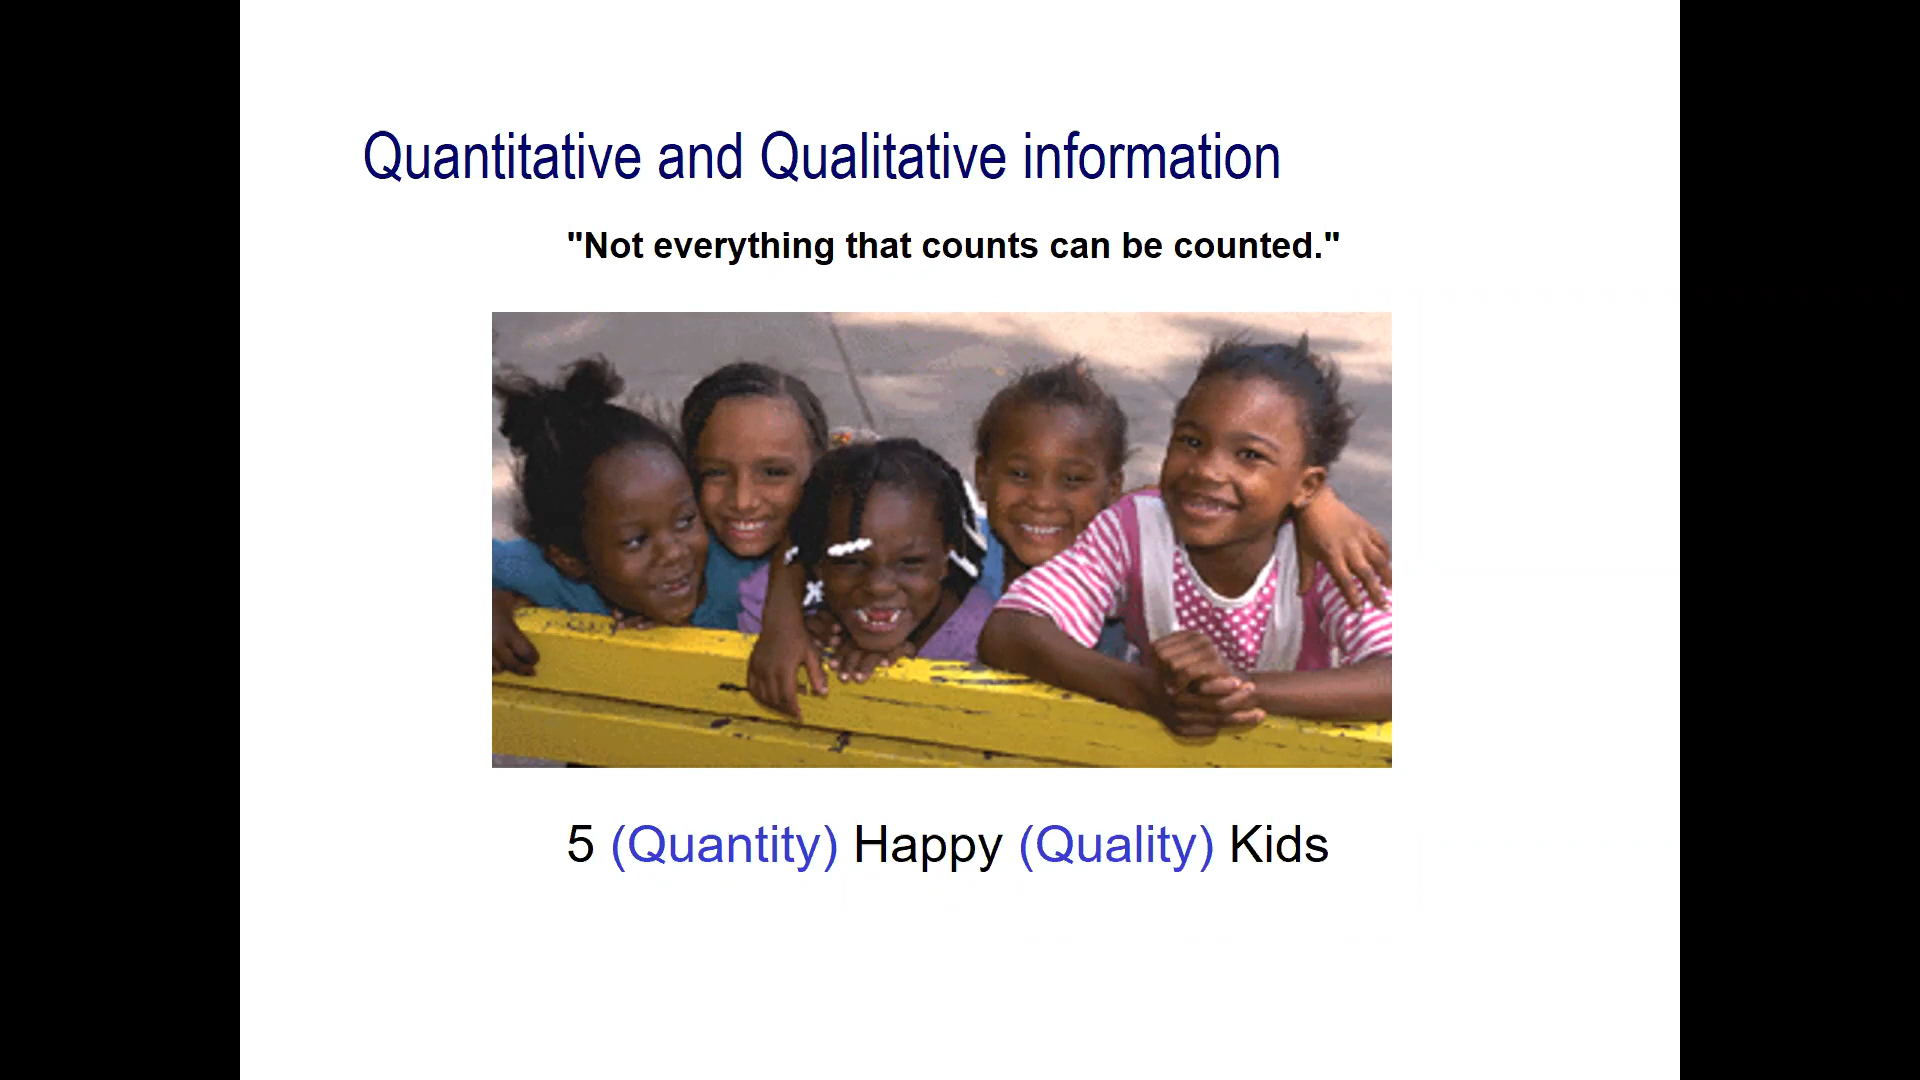 Quantitative and Qualitative information
"Not everything that counts can be counted."
5 (Quantity) Happy (Quality) Kids